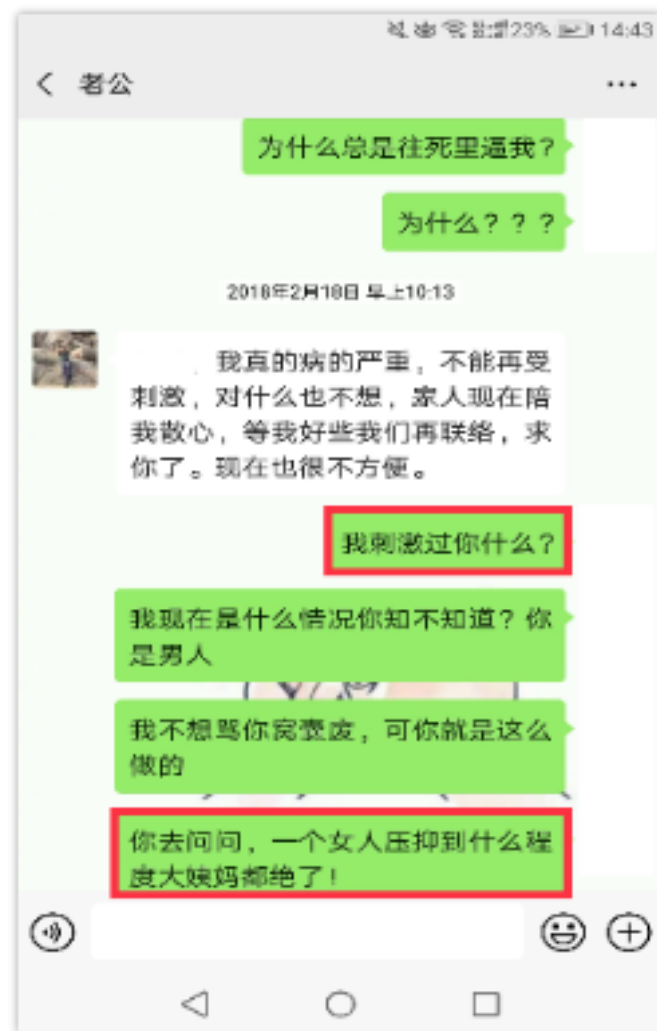 23% 14:43
老公
为什么总是往死里逼我？
为什么？？？
2018年2月18日 早上10:13
我真的病的严重，不能再受
刺激，对什么也不想，家人现在陪
我散心，等我好些我们再联络，求
你了。现在也很不方便。
我刺激过你什么？
我现在是什么情况你知不知道？你
是男人
我不想骂你窝囊废，可你就是这么
做的
你去问问，一个女人压抑到什么程
度大姨妈都绝了！